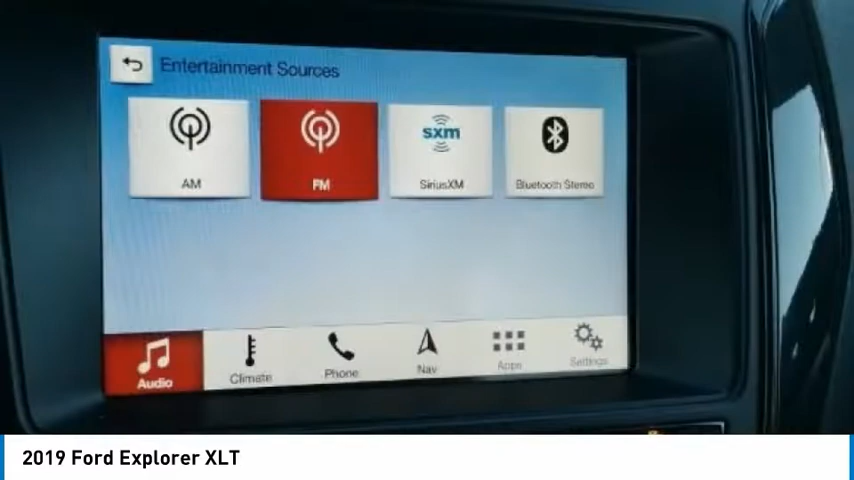 Entertainment Sources
AM
FM
sxm
SiriusXM
Bluetooth Stereo
Audio
Climate
Phone
Nav
Apps
Settings
2019 Ford Explorer XLT